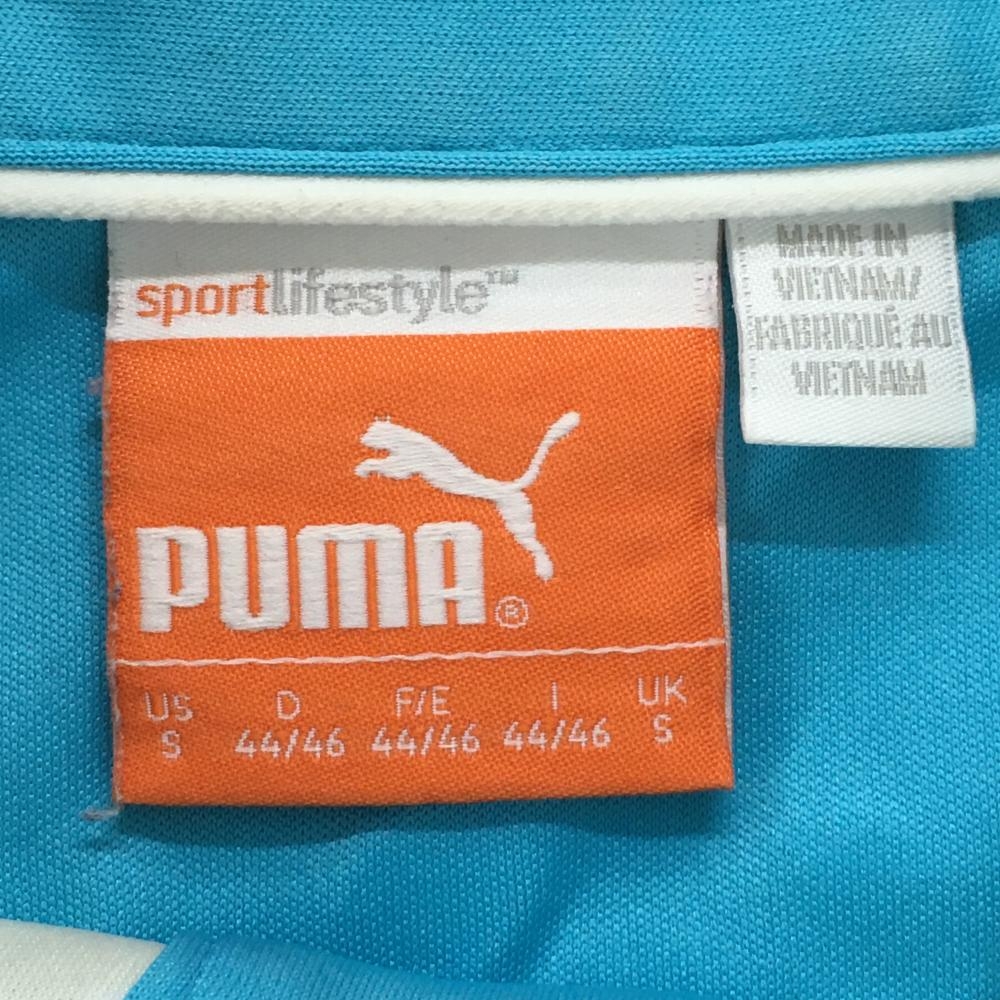 sportlifestyle™
PUMA®
US D F/E I UK
S 44/46 44/46 44/46 S
MADE IN
VIETNAM/
FABRIQUÉ AU
VIETNAM